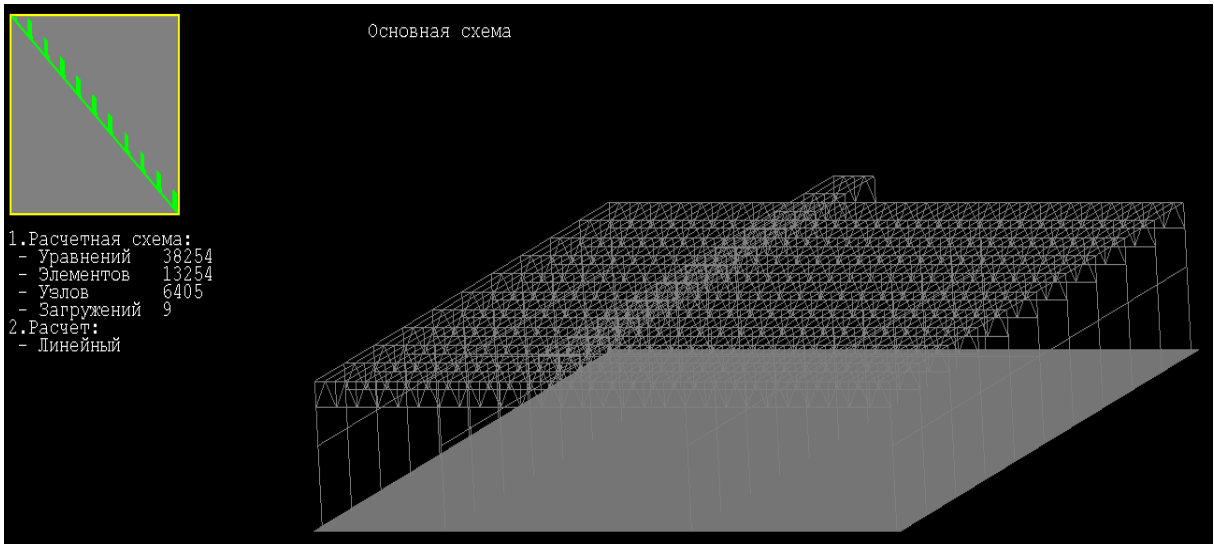 Основная схема
1.Расчетная схема:
- Уравнений 38254
- Элементов 13254
- Узлов 6405
- Загружений 9
2.Расчет:
- Линейный